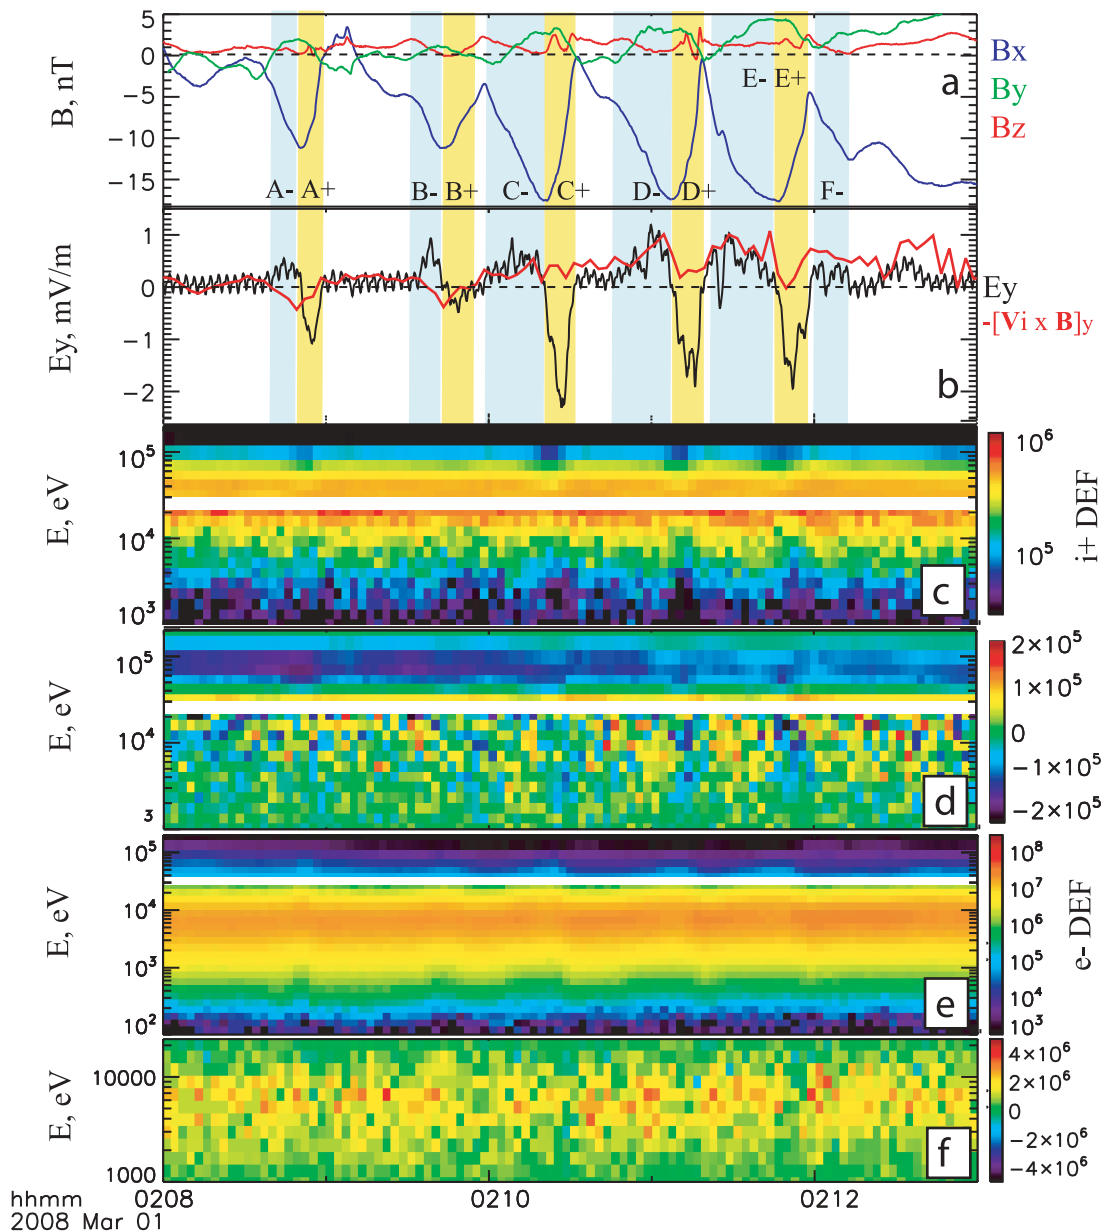 5
0
−5
−10
−15
B, nT
a
Bx
By
Bz
A- A+
B- B+
C- C+
D- D+
E- E+
F-
1
0
−1
−2
Ey, mV/m
b
Ey
-[Vi x B]y
10⁵
10⁴
10³
E, eV
c
10⁶
10⁵
i+ DEF
10⁵
10⁴
3
E, eV
d
2×10⁵
1×10⁵
0
−1×10⁵
−2×10⁵
10⁵
10⁴
10³
10²
E, eV
e
10⁸
10⁷
10⁶
10⁵
10⁴
10³
e- DEF
10000
1000
E, eV
f
4×10⁶
2×10⁶
0
−2×10⁶
−4×10⁶
hhmm 0208 0210 0212
2008 Mar 01